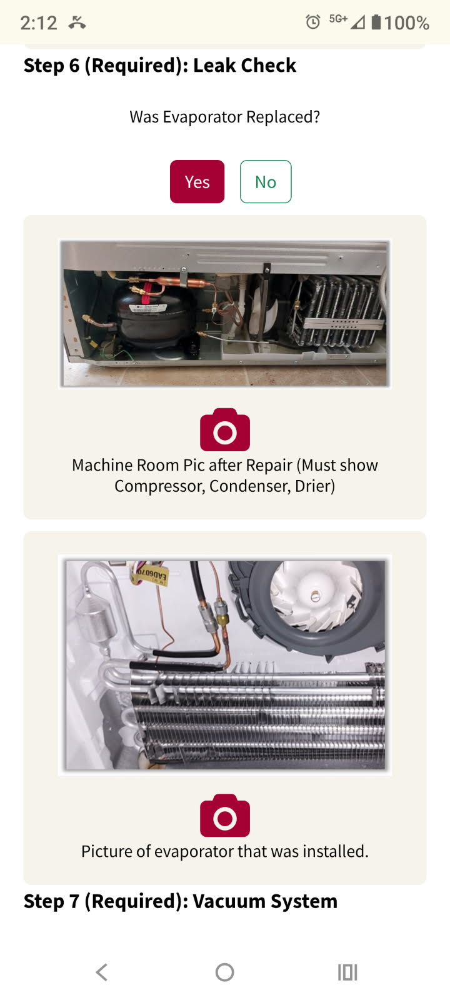 2:12 5G+ 100%
Step 6 (Required): Leak Check
Was Evaporator Replaced?
Yes No
Machine Room Pic after Repair (Must show
Compressor, Condenser, Drier)
EAD6070
Picture of evaporator that was installed.
Step 7 (Required): Vacuum System